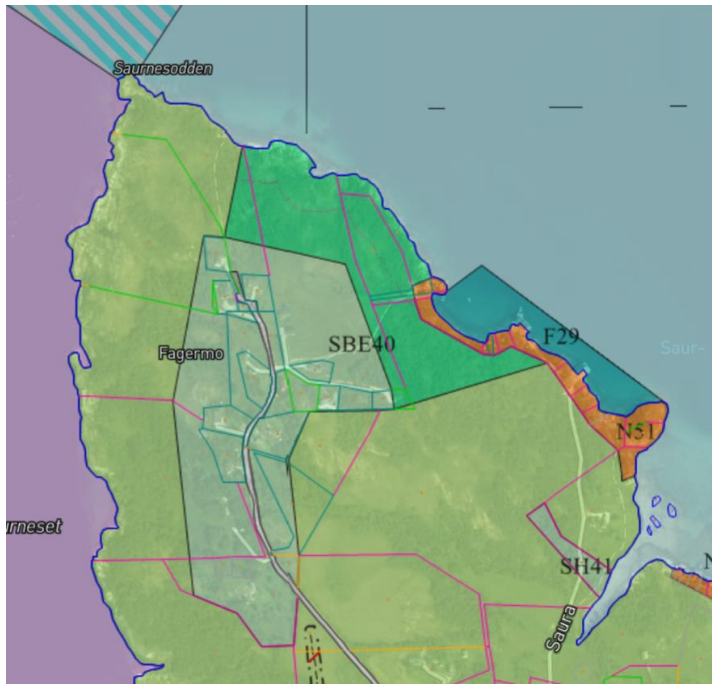 Saurnesodden
SBE40
F29
Saur-
Fagermo
N51
urneset
SH41
N
Saura